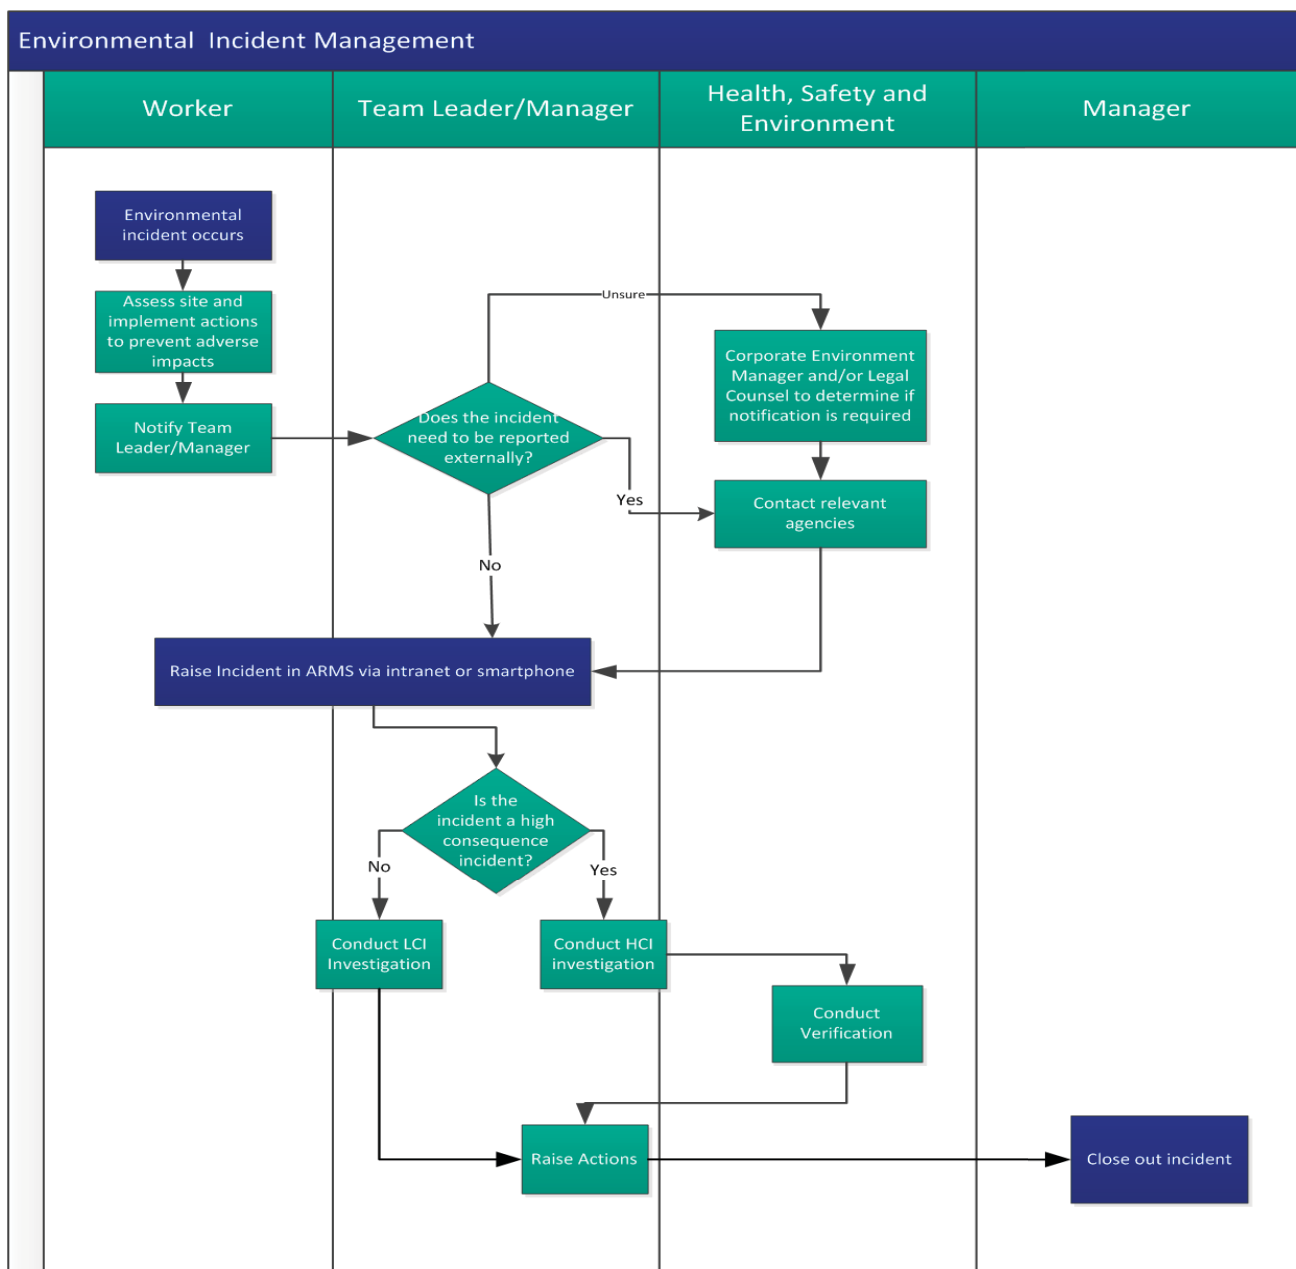 Environmental  Incident Management
Worker
Team Leader/Manager
Health, Safety and
Environment
Manager
Environmental
incident occurs
Assess site and
implement actions
to prevent adverse
impacts
Notify Team
Leader/Manager
Unsure
Does the incident
need to be reported
externally?
Corporate Environment
Manager and/or Legal
Counsel to determine if
notification is required
Yes
Contact relevant
agencies
No
Raise Incident in ARMS via intranet or smartphone
Is the
incident a high
consequence
incident?
No
Yes
Conduct LCI
Investigation
Conduct HCI
investigation
Conduct
Verification
Raise Actions
Close out incident